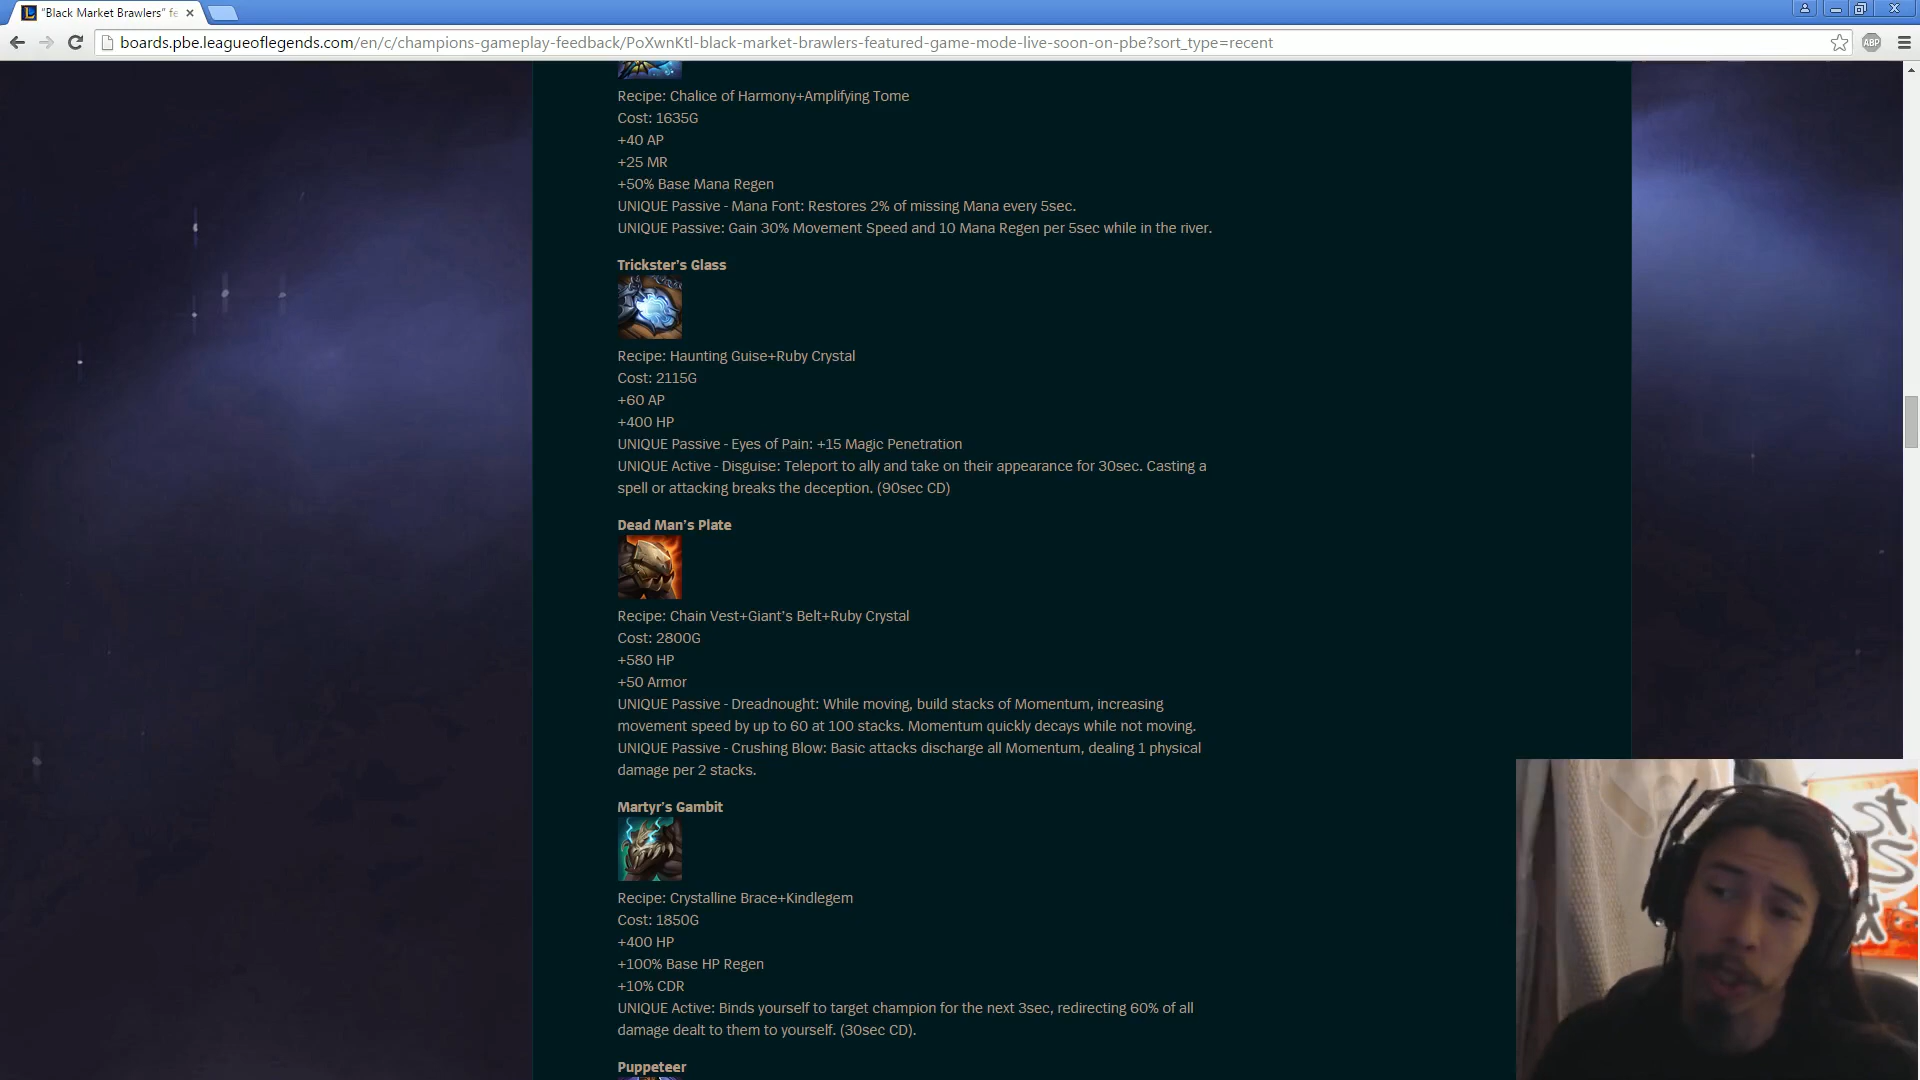 "Black Market Brawlers" fe
boards.pbe.leagueoflegends.com/en/c/champions-gameplay-feedback/PoXwnKtl-black-market-brawlers-featured-game-mode-live-soon-on-pbe?sort_type=recent
ABP
Recipe: Chalice of Harmony+Amplifying Tome
Cost: 1635G
+40 AP
+25 MR
+50% Base Mana Regen
UNIQUE Passive - Mana Font: Restores 2% of missing Mana every 5sec.
UNIQUE Passive: Gain 30% Movement Speed and 10 Mana Regen per 5sec while in the river.
Trickster's Glass
Recipe: Haunting Guise+Ruby Crystal
Cost: 2115G
+60 AP
+400 HP
UNIQUE Passive - Eyes of Pain: +15 Magic Penetration
UNIQUE Active - Disguise: Teleport to ally and take on their appearance for 30sec. Casting a
spell or attacking breaks the deception. (90sec CD)
Dead Man's Plate
Recipe: Chain Vest+Giant's Belt+Ruby Crystal
Cost: 2800G
+580 HP
+50 Armor
UNIQUE Passive - Dreadnought: While moving, build stacks of Momentum, increasing
movement speed by up to 60 at 100 stacks. Momentum quickly decays while not moving.
UNIQUE Passive - Crushing Blow: Basic attacks discharge all Momentum, dealing 1 physical
damage per 2 stacks.
Martyr's Gambit
Recipe: Crystalline Brace+Kindlegem
Cost: 1850G
+400 HP
+100% Base HP Regen
+10% CDR
UNIQUE Active: Binds yourself to target champion for the next 3sec, redirecting 60% of all
damage dealt to them to yourself. (30sec CD).
Puppeteer